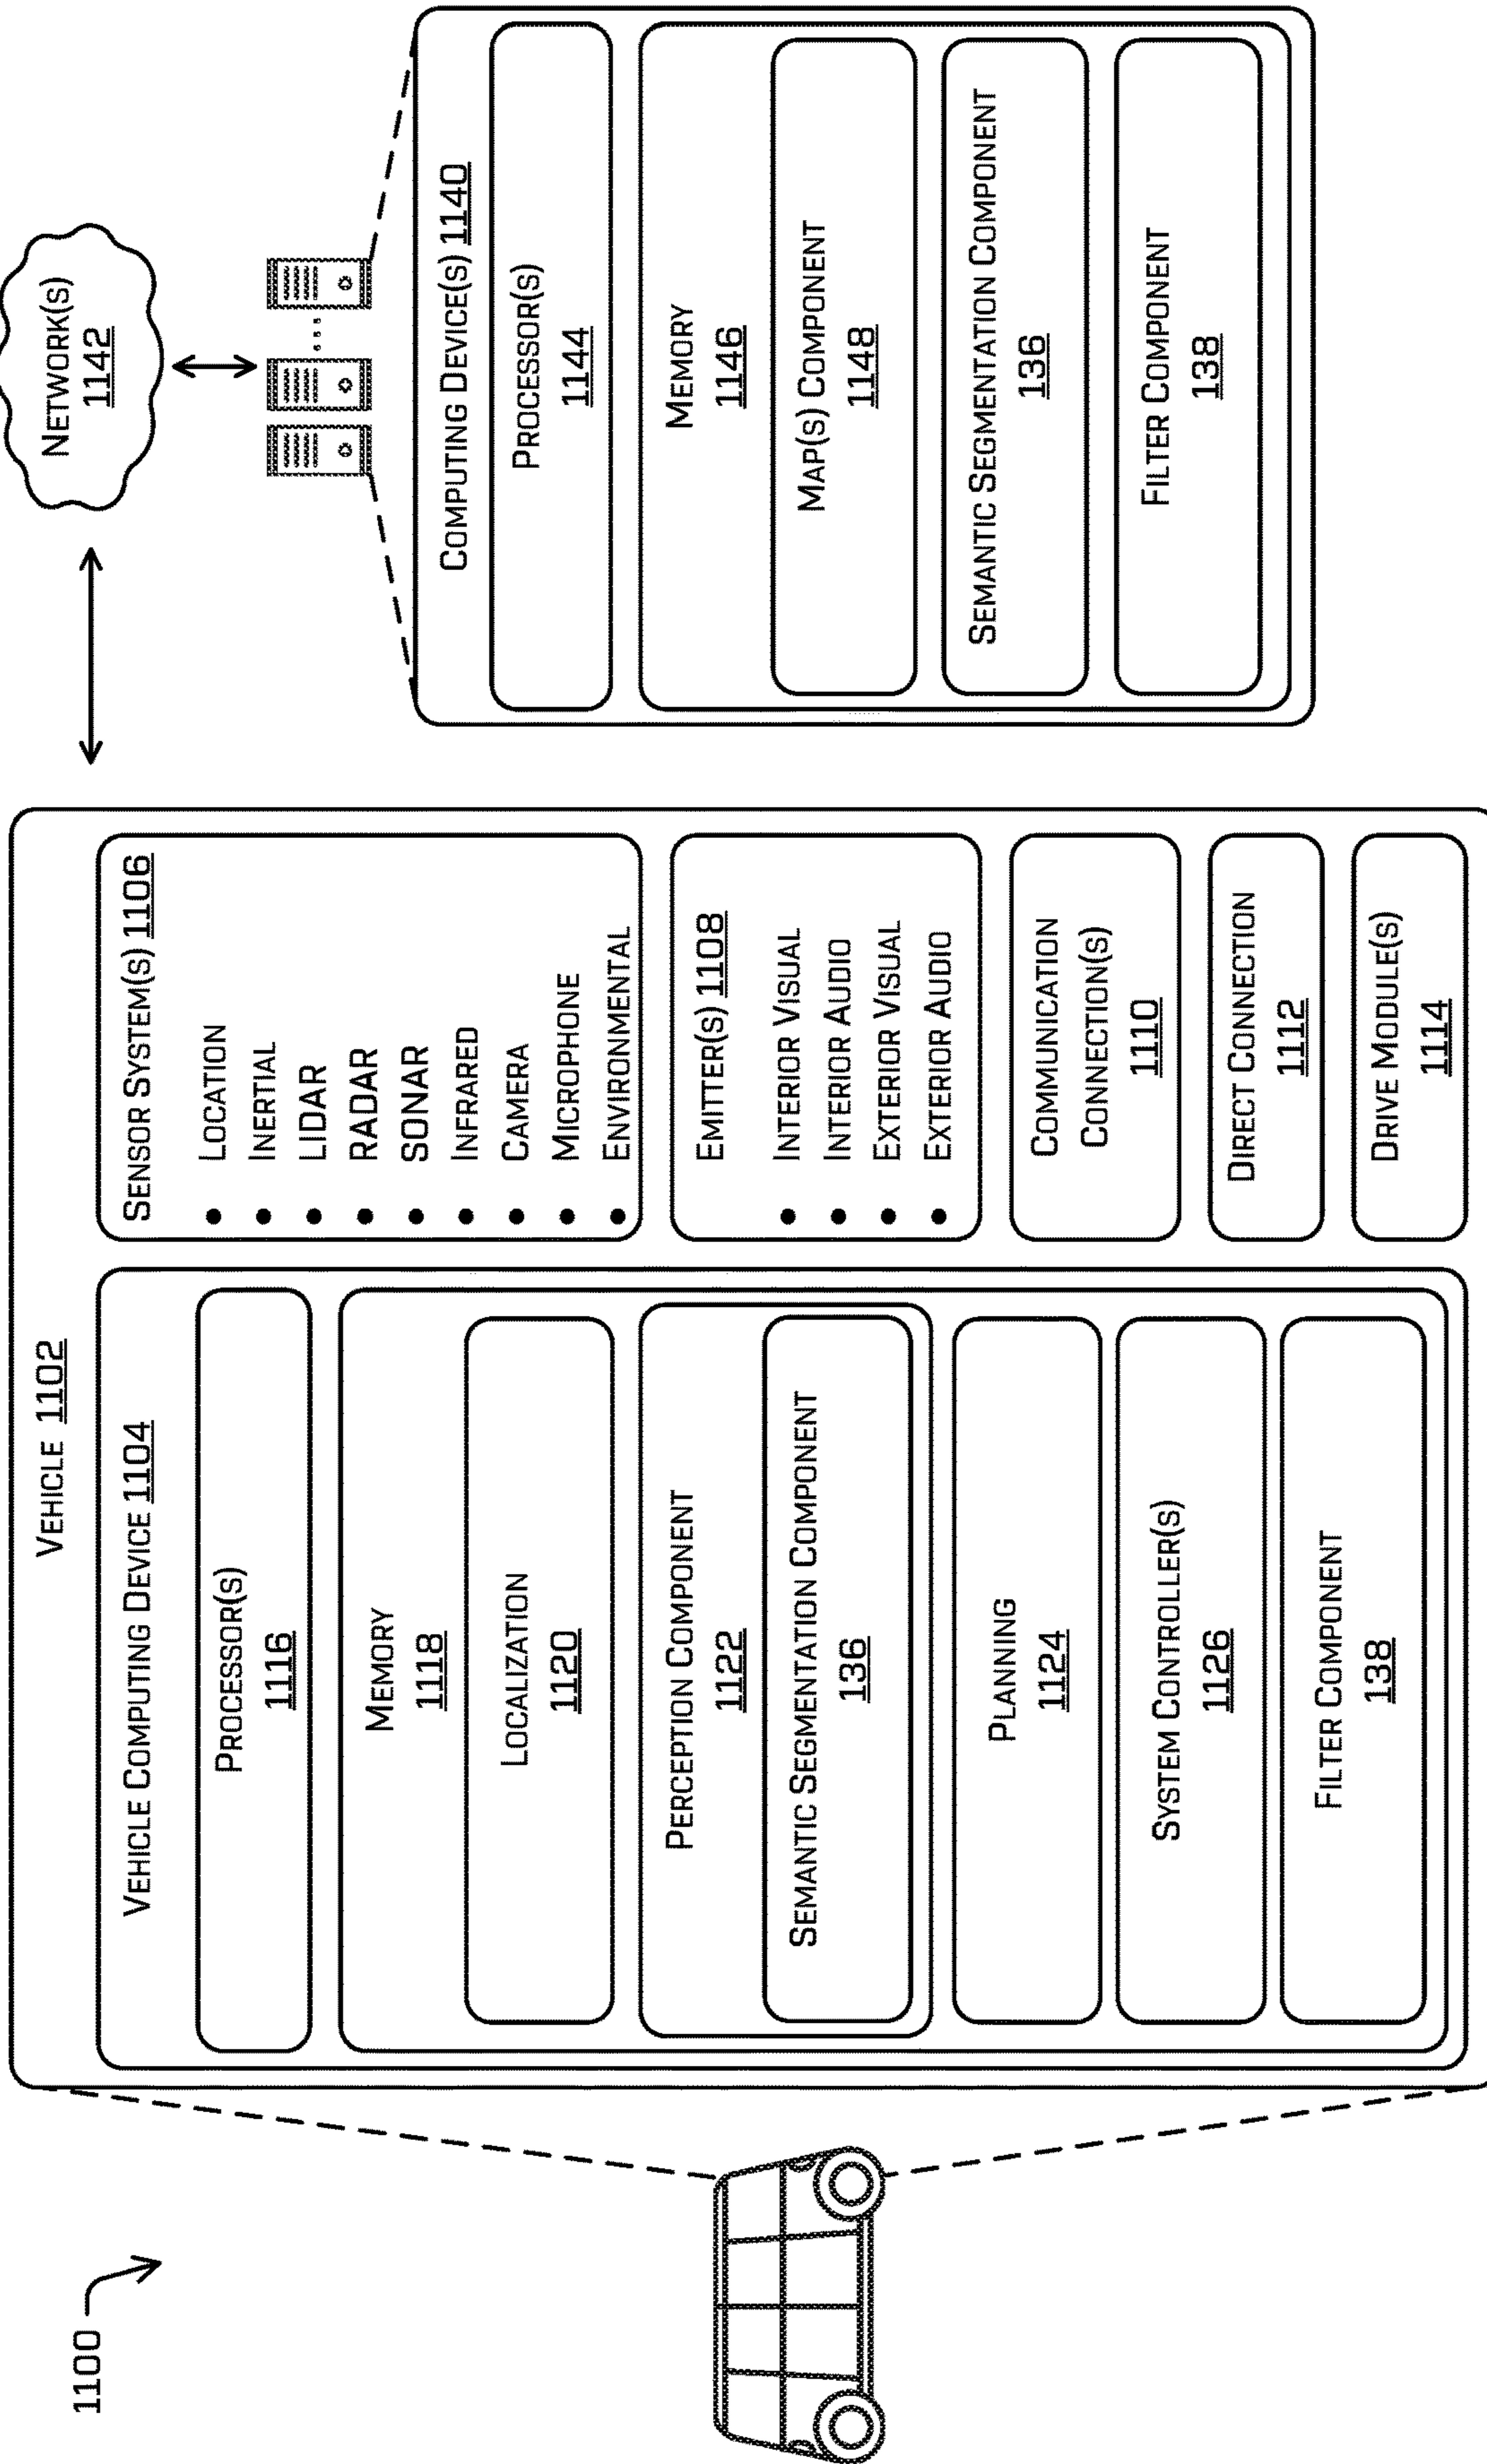 1100
VEHICLE 1102
VEHICLE COMPUTING DEVICE 1104
PROCESSOR(S)
1116
MEMORY
1118
LOCALIZATION
1120
PERCEPTION COMPONENT
1122
SEMANTIC SEGMENTATION COMPONENT
136
PLANNING
1124
SYSTEM CONTROLLER(S)
1126
FILTER COMPONENT
138
SENSOR SYSTEM(S) 1106
• LOCATION
• INERTIAL
• LIDAR
• RADAR
• SONAR
• INFRARED
• CAMERA
• MICROPHONE
• ENVIRONMENTAL
EMITTER(S) 1108
• INTERIOR VISUAL
• INTERIOR AUDIO
• EXTERIOR VISUAL
• EXTERIOR AUDIO
COMMUNICATION
CONNECTION(S)
1110
DIRECT CONNECTION
1112
DRIVE MODULE(S)
1114
NETWORK(S)
1142
COMPUTING DEVICE(S) 1140
PROCESSOR(S)
1144
MEMORY
1146
MAP(S) COMPONENT
1148
SEMANTIC SEGMENTATION COMPONENT
136
FILTER COMPONENT
138